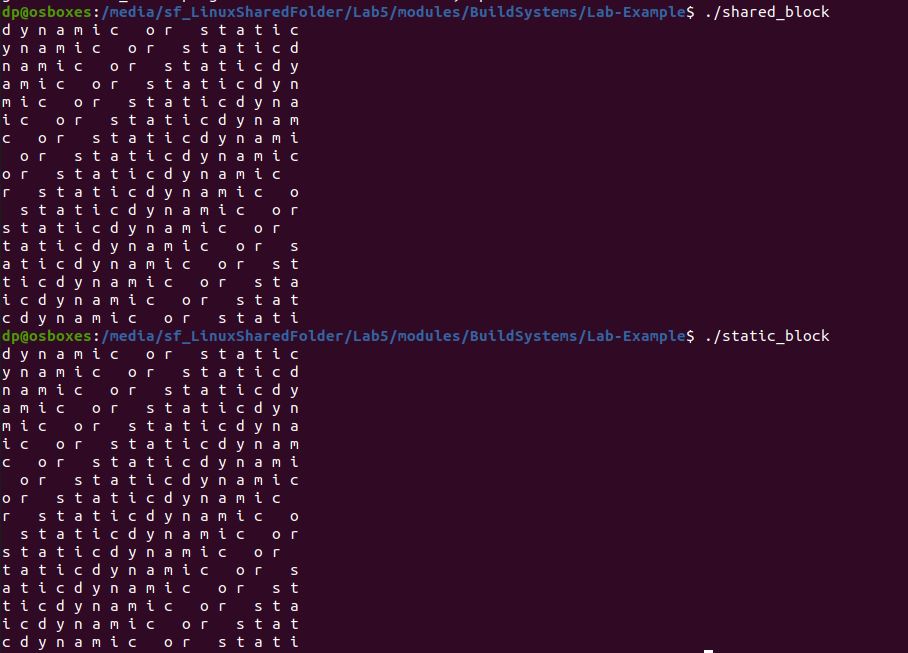 dp@osboxes:/media/sf_LinuxSharedFolder/Lab5/modules/BuildSystems/Lab-Example$ ./shared_block
d y n a m i c   o r   s t a t i c
y n a m i c   o r   s t a t i c d
n a m i c   o r   s t a t i c d y
a m i c   o r   s t a t i c d y n
m i c   o r   s t a t i c d y n a
i c   o r   s t a t i c d y n a m
c   o r   s t a t i c d y n a m i
  o r   s t a t i c d y n a m i c
o r   s t a t i c d y n a m i c
r   s t a t i c d y n a m i c   o
  s t a t i c d y n a m i c   o r
s t a t i c d y n a m i c   o r
t a t i c d y n a m i c   o r   s
a t i c d y n a m i c   o r   s t
t i c d y n a m i c   o r   s t a
i c d y n a m i c   o r   s t a t
c d y n a m i c   o r   s t a t i
dp@osboxes:/media/sf_LinuxSharedFolder/Lab5/modules/BuildSystems/Lab-Example$ ./static_block
d y n a m i c   o r   s t a t i c
y n a m i c   o r   s t a t i c d
n a m i c   o r   s t a t i c d y
a m i c   o r   s t a t i c d y n
m i c   o r   s t a t i c d y n a
i c   o r   s t a t i c d y n a m
c   o r   s t a t i c d y n a m i
  o r   s t a t i c d y n a m i c
o r   s t a t i c d y n a m i c
r   s t a t i c d y n a m i c   o
  s t a t i c d y n a m i c   o r
s t a t i c d y n a m i c   o r
t a t i c d y n a m i c   o r   s
a t i c d y n a m i c   o r   s t
t i c d y n a m i c   o r   s t a
i c d y n a m i c   o r   s t a t
c d y n a m i c   o r   s t a t i